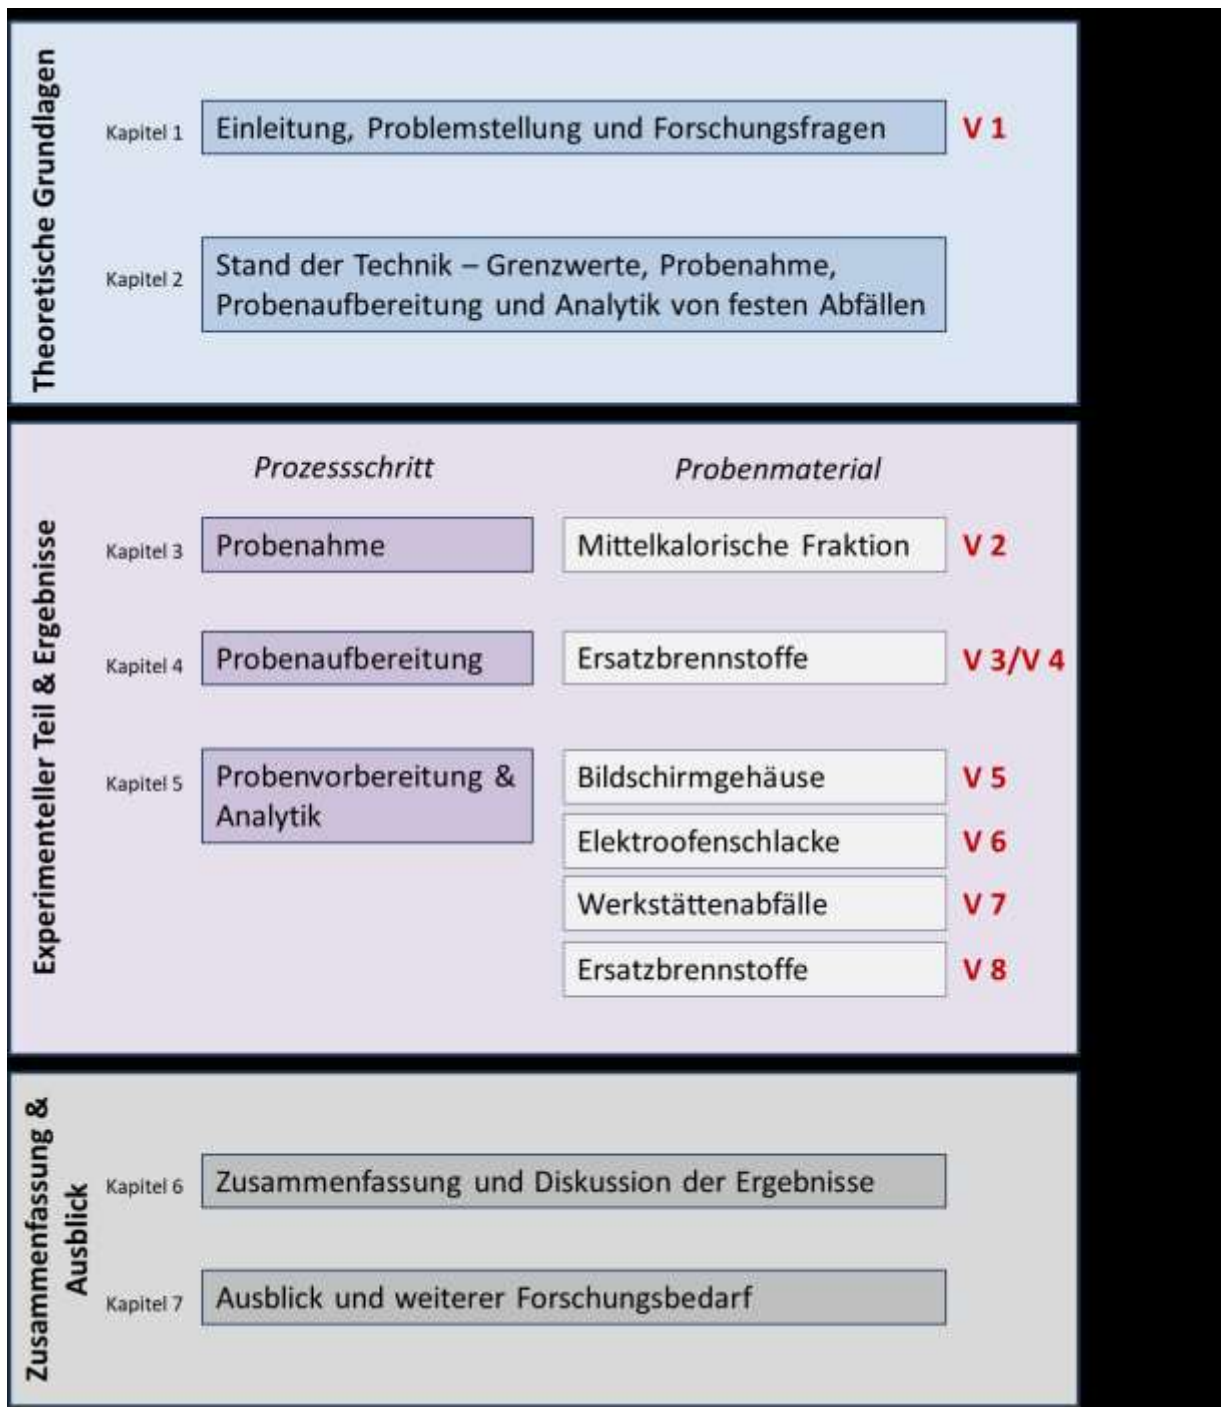 Theoretische Grundlagen
Kapitel 1
Einleitung, Problemstellung und Forschungsfragen
V 1
Kapitel 2
Stand der Technik – Grenzwerte, Probenahme,
Probenaufbereitung und Analytik von festen Abfällen
Experimenteller Teil & Ergebnisse
Prozessschritt
Probenmaterial
Kapitel 3
Probenahme
Mittelkalorische Fraktion
V 2
Kapitel 4
Probenaufbereitung
Ersatzbrennstoffe
V 3/V 4
Kapitel 5
Probenvorbereitung &
Analytik
Bildschirmgehäuse
V 5
Elektroofenschlacke
V 6
Werkstättenabfälle
V 7
Ersatzbrennstoffe
V 8
Zusammenfassung &
Ausblick
Kapitel 6
Zusammenfassung und Diskussion der Ergebnisse
Kapitel 7
Ausblick und weiterer Forschungsbedarf